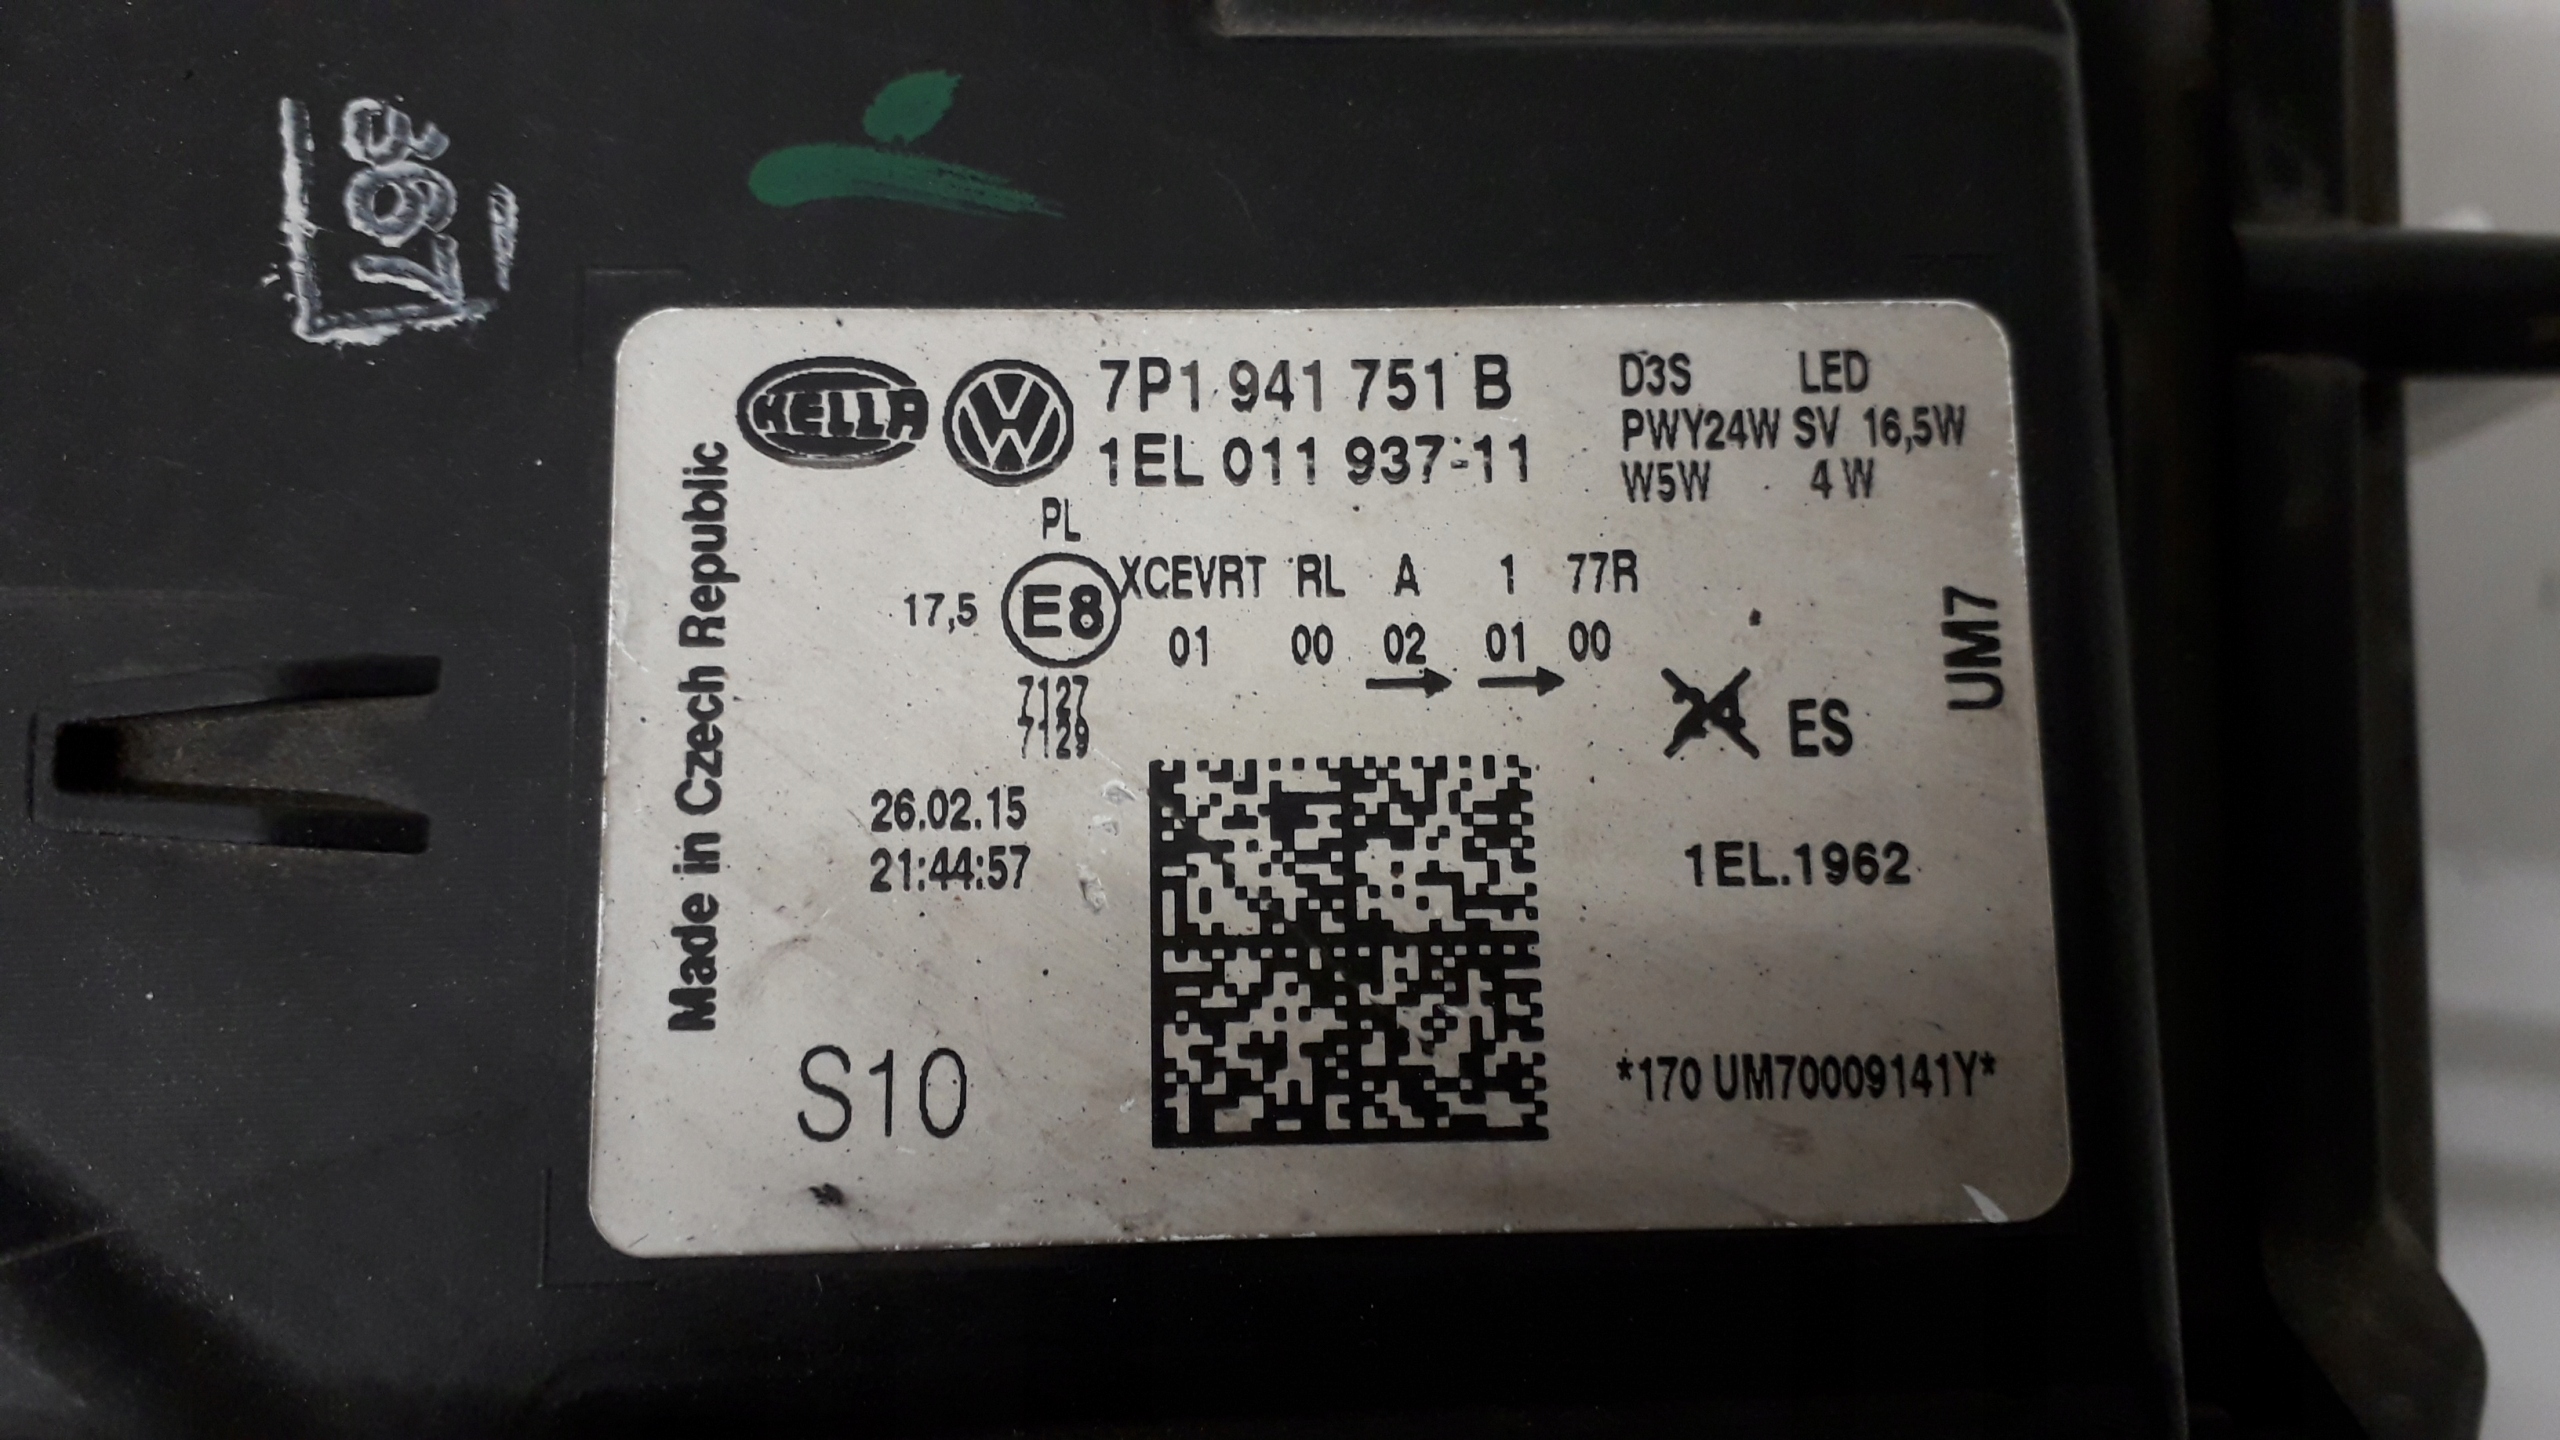 367
HELLA
7P1 941 751 B
1EL 011 937-11
D3S LED
PWY24W SV 16,5W
W5W 4W
PL
17,5 E8 XCEVRT RL A 1 77R
01 00 02 01 00
7127
7129
Made in Czech Republic
UM7
ES
26.02.15
21:44:57
1EL.1962
S10
*170 UM70009141Y*